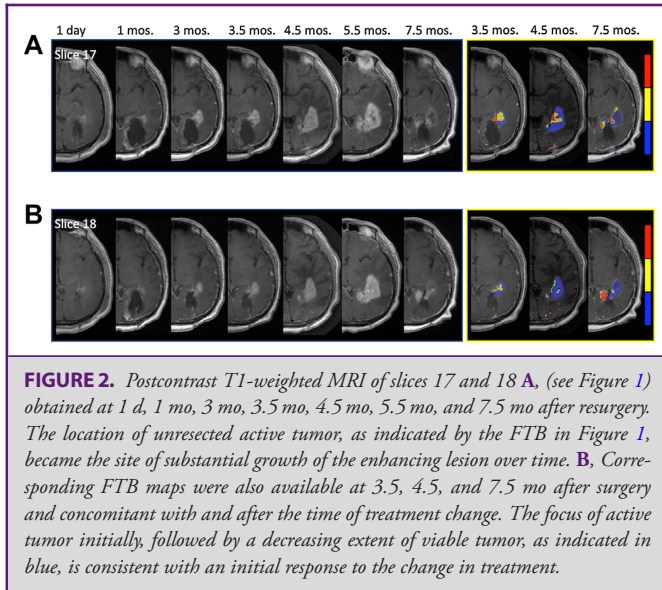 1 day 1 mos. 3 mos. 3.5 mos. 4.5 mos. 5.5 mos. 7.5 mos. 3.5 mos. 4.5 mos. 7.5 mos.
A
Slice 17
B
Slice 18
FIGURE 2. Postcontrast T1-weighted MRI of slices 17 and 18 A, (see Figure 1)
obtained at 1 d, 1 mo, 3 mo, 3.5 mo, 4.5 mo, 5.5 mo, and 7.5 mo after resurgery.
The location of unresected active tumor, as indicated by the FTB in Figure 1,
became the site of substantial growth of the enhancing lesion over time. B, Corre-
sponding FTB maps were also available at 3.5, 4.5, and 7.5 mo after surgery
and concomitant with and after the time of treatment change. The focus of active
tumor initially, followed by a decreasing extent of viable tumor, as indicated in
blue, is consistent with an initial response to the change in treatment.